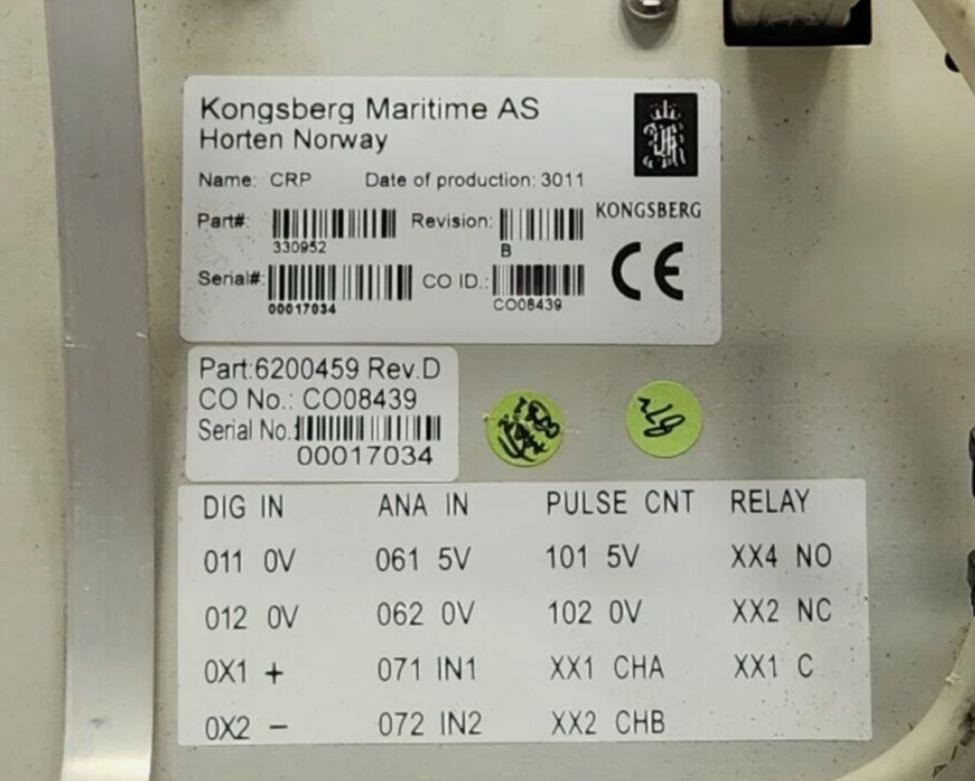 Kongsberg Maritime AS
Horten Norway
Name: CRP Date of production: 3011
Part#: Revision: KONGSBERG
330952 B
Serial#: CO ID.: CE
00017034 CO08439
Part:6200459 Rev.D
CO No.: CO08439
Serial No.:
00017034
DIG IN ANA IN PULSE CNT RELAY
011 0V 061 5V 101 5V XX4 NO
012 0V 062 0V 102 0V XX2 NC
0X1 + 071 IN1 XX1 CHA XX1 C
0X2 – 072 IN2 XX2 CHB